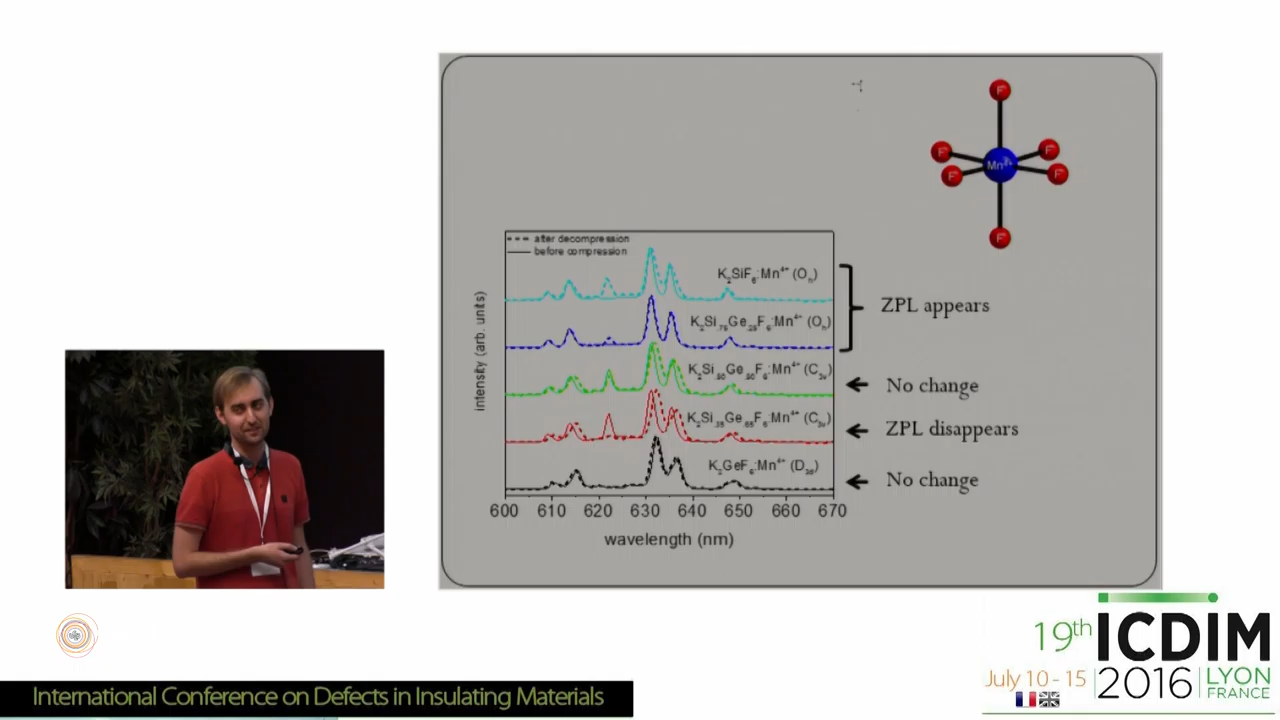 F⁻
F⁻
F⁻
Mn⁴⁺
F⁻
F⁻
F⁻
after decompression
before compression
K₂SiF₆:Mn⁴⁺ (Oₕ)
ZPL appears
K₂Si.₇₅Ge.₂₅F₆:Mn⁴⁺ (Oₕ)
K₂Si.₅₀Ge.₅₀F₆:Mn⁴⁺ (C₃ᵥ)
No change
K₂Si.₃₅Ge.₆₅F₆:Mn⁴⁺ (C₃ᵥ)
ZPL disappears
K₂GeF₆:Mn⁴⁺ (D₃d)
No change
intensity (arb. units)
600 610 620 630 640 650 660 670
wavelength (nm)
19th ICDIM
July 10 - 15 2016 LYON
FRANCE
International Conference on Defects in Insulating Materials